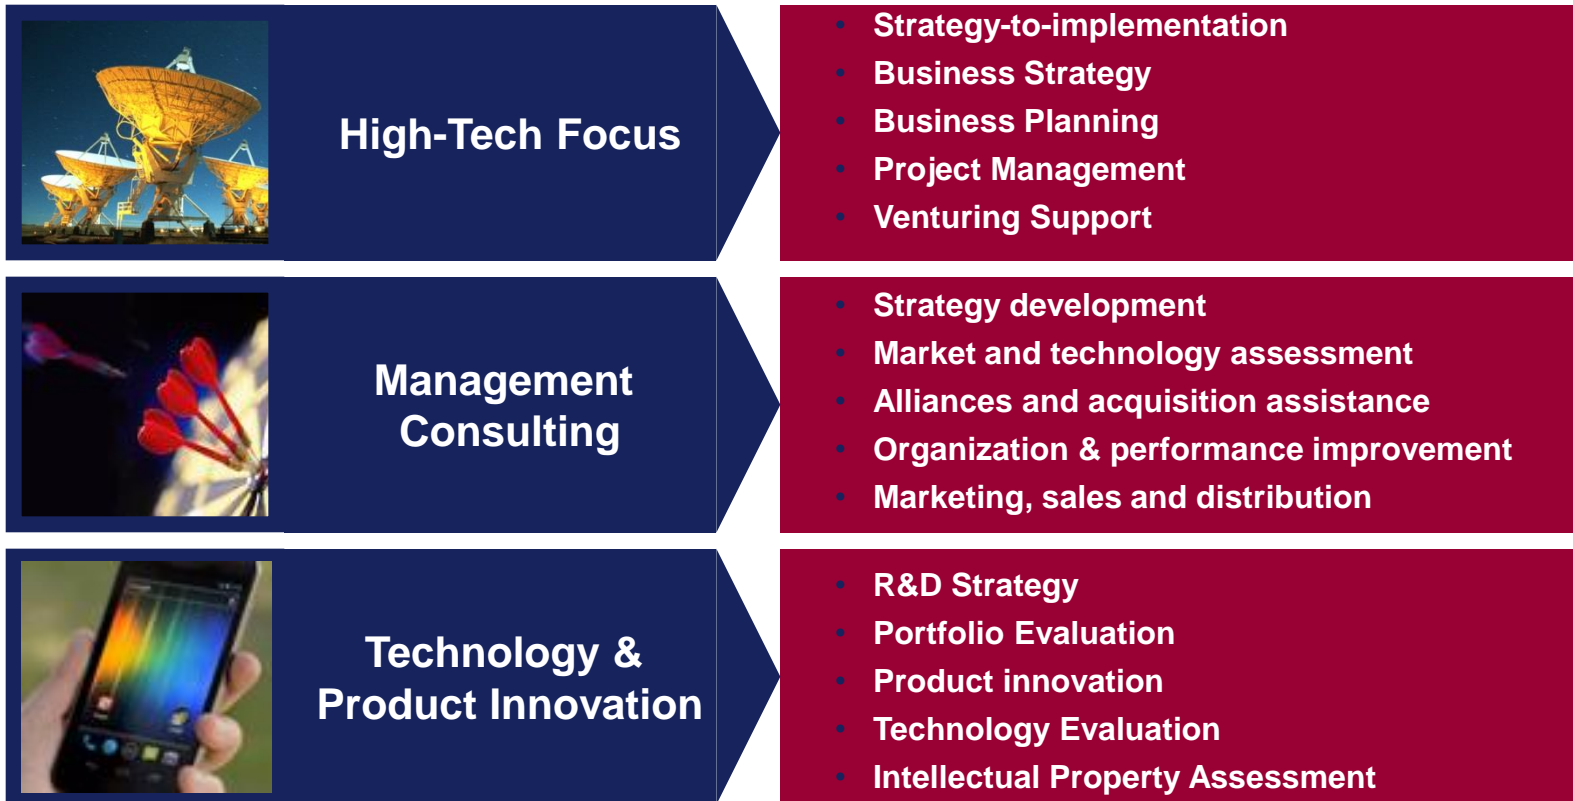 High-Tech Focus
• Strategy-to-implementation
• Business Strategy
• Business Planning
• Project Management
• Venturing Support
Management
Consulting
• Strategy development
• Market and technology assessment
• Alliances and acquisition assistance
• Organization & performance improvement
• Marketing, sales and distribution
Technology &
Product Innovation
• R&D Strategy
• Portfolio Evaluation
• Product innovation
• Technology Evaluation
• Intellectual Property Assessment